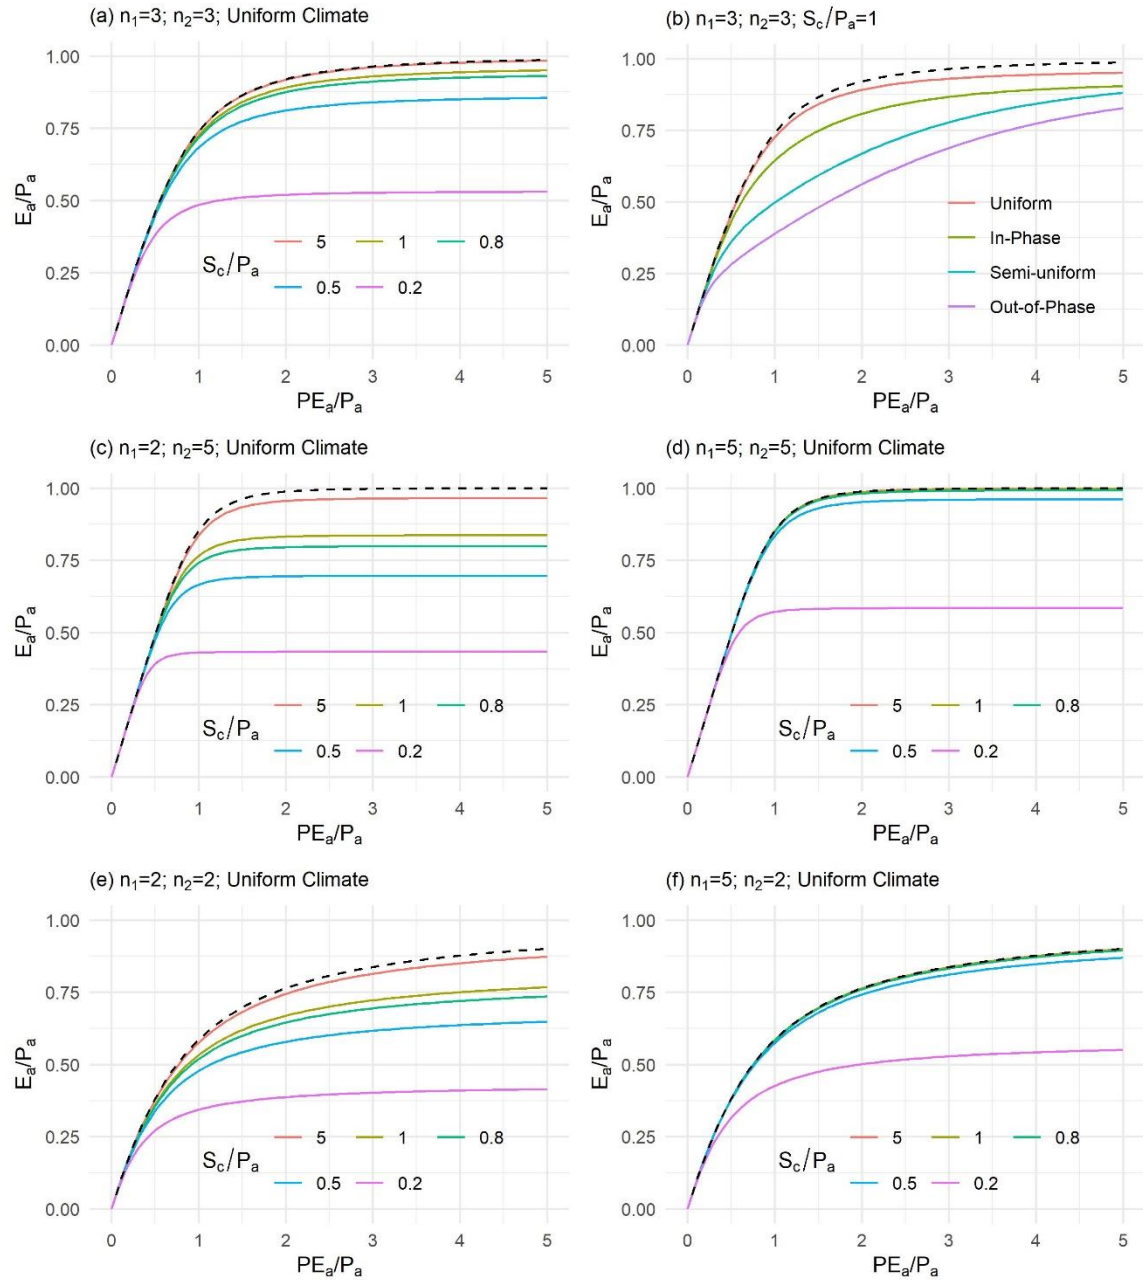 (a) n₁=3; n₂=3; Uniform Climate
1.00
0.75
0.50
0.25
0.00
Eₐ/Pₐ
S꜀/Pₐ
5 1 0.8
0.5 0.2
0 1 2 3 4 5
PEₐ/Pₐ
(b) n₁=3; n₂=3; S꜀/Pₐ=1
1.00
0.75
0.50
0.25
0.00
Eₐ/Pₐ
Uniform
In-Phase
Semi-uniform
Out-of-Phase
0 1 2 3 4 5
PEₐ/Pₐ
(c) n₁=2; n₂=5; Uniform Climate
1.00
0.75
0.50
0.25
0.00
Eₐ/Pₐ
S꜀/Pₐ
5 1 0.8
0.5 0.2
0 1 2 3 4 5
PEₐ/Pₐ
(d) n₁=5; n₂=5; Uniform Climate
1.00
0.75
0.50
0.25
0.00
Eₐ/Pₐ
S꜀/Pₐ
5 1 0.8
0.5 0.2
0 1 2 3 4 5
PEₐ/Pₐ
(e) n₁=2; n₂=2; Uniform Climate
1.00
0.75
0.50
0.25
0.00
Eₐ/Pₐ
S꜀/Pₐ
5 1 0.8
0.5 0.2
0 1 2 3 4 5
PEₐ/Pₐ
(f) n₁=5; n₂=2; Uniform Climate
1.00
0.75
0.50
0.25
0.00
Eₐ/Pₐ
S꜀/Pₐ
5 1 0.8
0.5 0.2
0 1 2 3 4 5
PEₐ/Pₐ